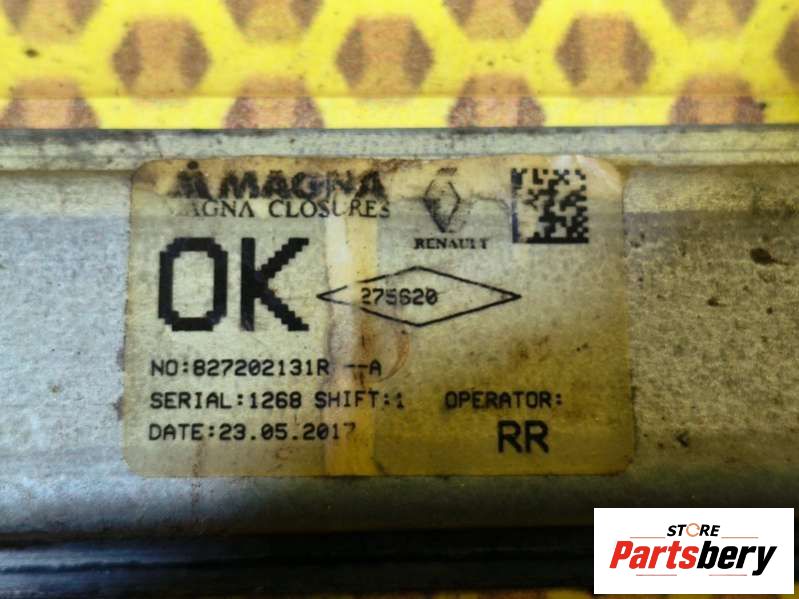 MAGNA
MAGNA CLOSURES
RENAULT
OK
275620
NO:827202131R --A
SERIAL:1268 SHIFT:1 OPERATOR:
DATE:23.05.2017 RR
STORE
Partsbery